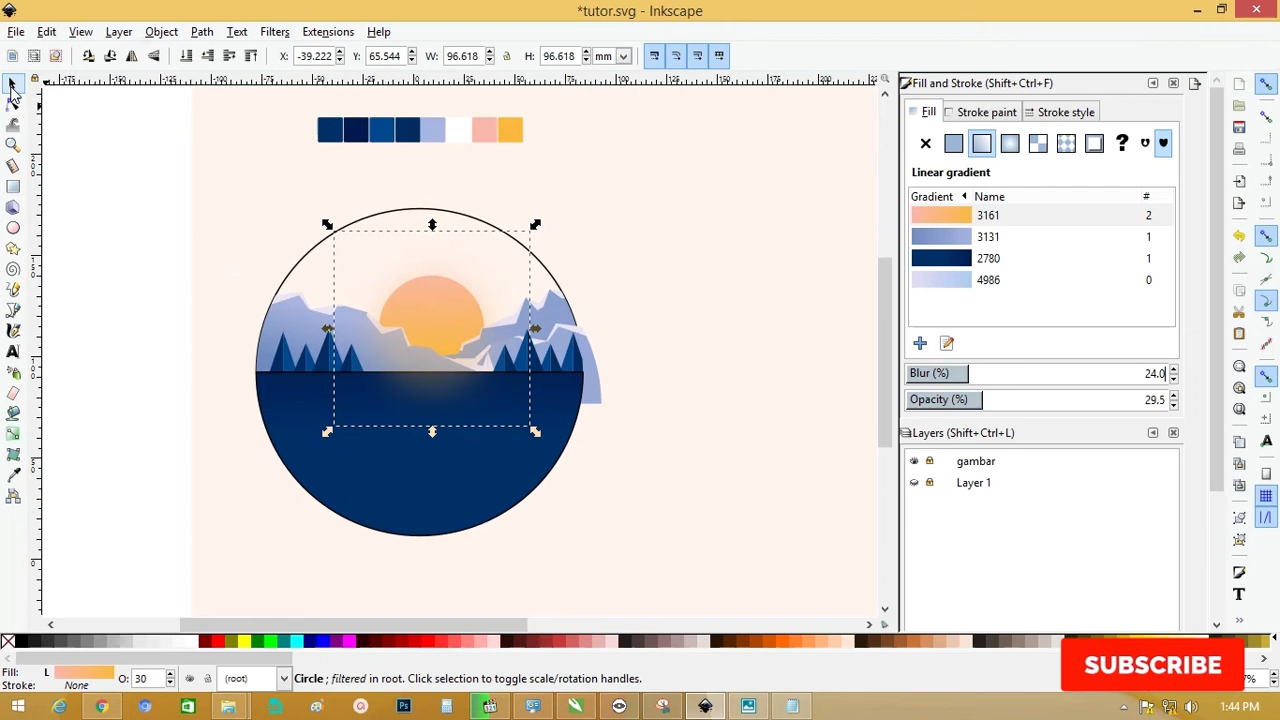 *tutor.svg - Inkscape
File Edit View Layer Object Path Text Filters Extensions Help
X: -39.222 Y: 65.544 W: 96.618 H: 96.618 mm
Fill and Stroke (Shift+Ctrl+F)
Fill Stroke paint Stroke style
Linear gradient
Gradient Name #
3161 2
3131 1
2780 1
4986 0
Blur (%) 24.0
Opacity (%) 29.5
Layers (Shift+Ctrl+L)
gambar
Layer 1
Fill: L O: 30 (root) Circle ; filtered in root. Click selection to toggle scale/rotation handles.
Stroke: None
SUBSCRIBE
1:44 PM